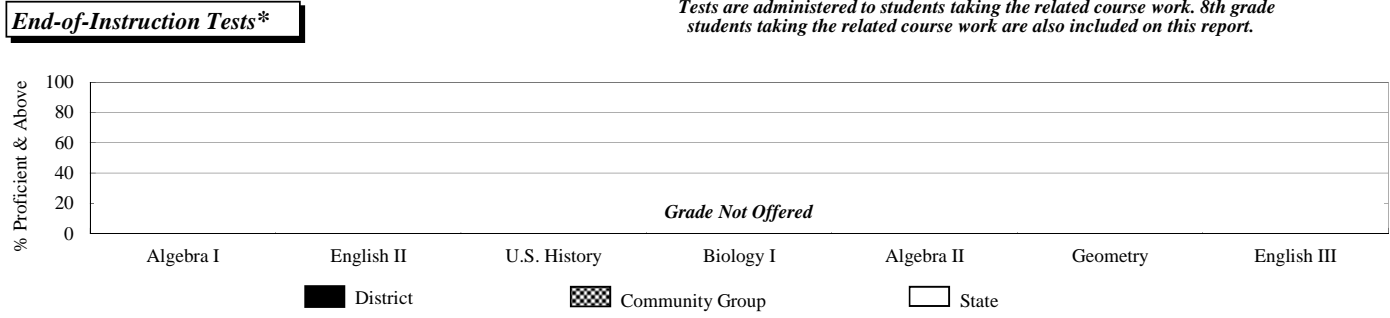 End-of-Instruction Tests*
Tests are administered to students taking the related course work. 8th grade
students taking the related course work are also included on this report.
% Proficient & Above
100
80
60
40
20
0
Grade Not Offered
Algebra I English II U.S. History Biology I Algebra II Geometry English III
District Community Group State